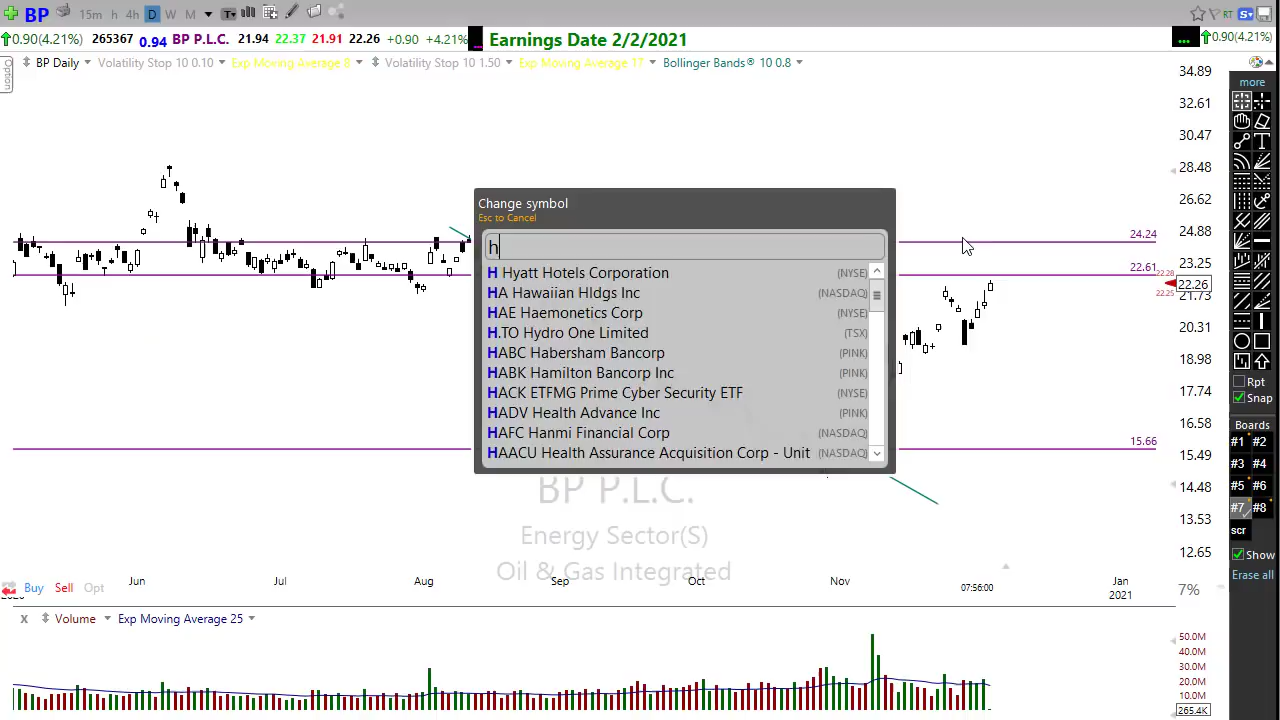 BP 15m h 4h D W M T RT S
0.90(4.21%) 265367 0.94 BP P.L.C. 21.94 22.37 21.91 22.26 +0.90 +4.21% ... Earnings Date 2/2/2021 ... 0.90(4.21%)
Option
BP Daily Volatility Stop 10 0.10 Exp Moving Average 8 Volatility Stop 10 1.50 Exp Moving Average 17 Bollinger Bands® 10 0.8
Change symbol
Esc to Cancel
h
H Hyatt Hotels Corporation (NYSE)
HA Hawaiian Hldgs Inc (NASDAQ)
HAE Haemonetics Corp (NYSE)
H.TO Hydro One Limited (TSX)
HABC Habersham Bancorp (PINK)
HABK Hamilton Bancorp Inc (PINK)
HACK ETFMG Prime Cyber Security ETF (NYSE)
HADV Health Advance Inc (PINK)
HAFC Hanmi Financial Corp (NASDAQ)
HAACU Health Assurance Acquisition Corp - Unit (NASDAQ)
24.24
22.61
15.66
34.89
32.61
30.47
28.48
26.62
24.88
23.25
22.28
22.26
22.25
21.73
20.31
18.98
17.74
16.58
15.49
14.48
13.53
12.65
more
T
Rpt
Snap
Boards
#1 #2
#3 #4
#5 #6
#7 #8
scr
Show
Erase all
BP P.L.C.
Energy Sector(S)
Oil & Gas Integrated
Jun Jul Aug Sep Oct Nov Jan
2021
07:56:00
7%
Buy Sell Opt
X Volume Exp Moving Average 25
50.0M
40.0M
30.0M
20.0M
10.0M
265.4K